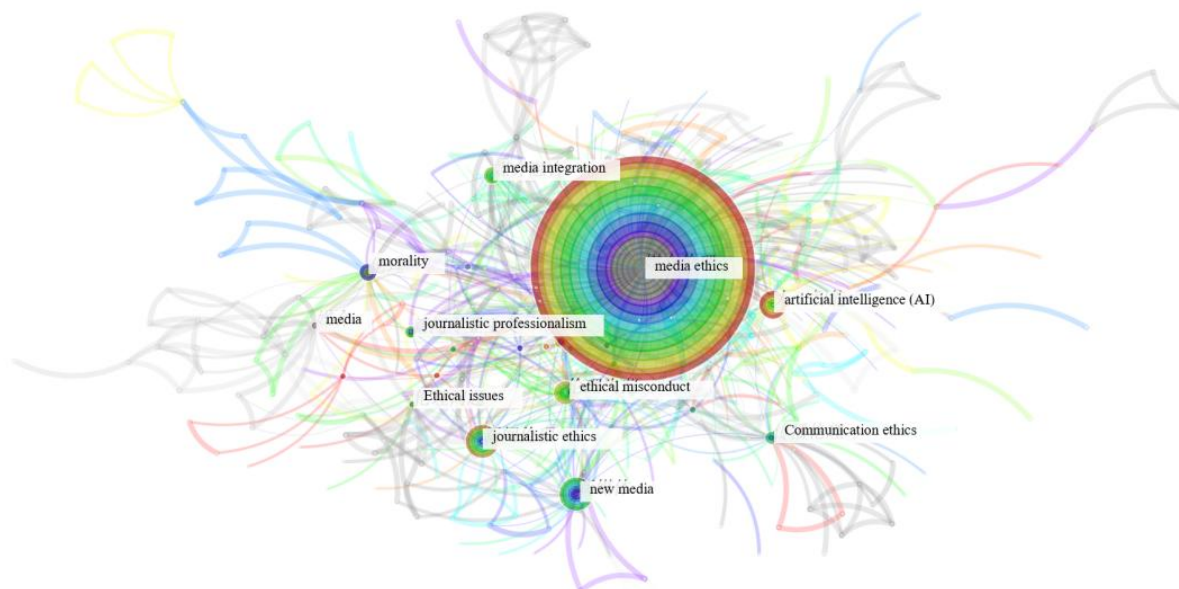 media integration
morality
media ethics
artificial intelligence (AI)
media
journalistic professionalism
ethical misconduct
Ethical issues
Communication ethics
journalistic ethics
new media